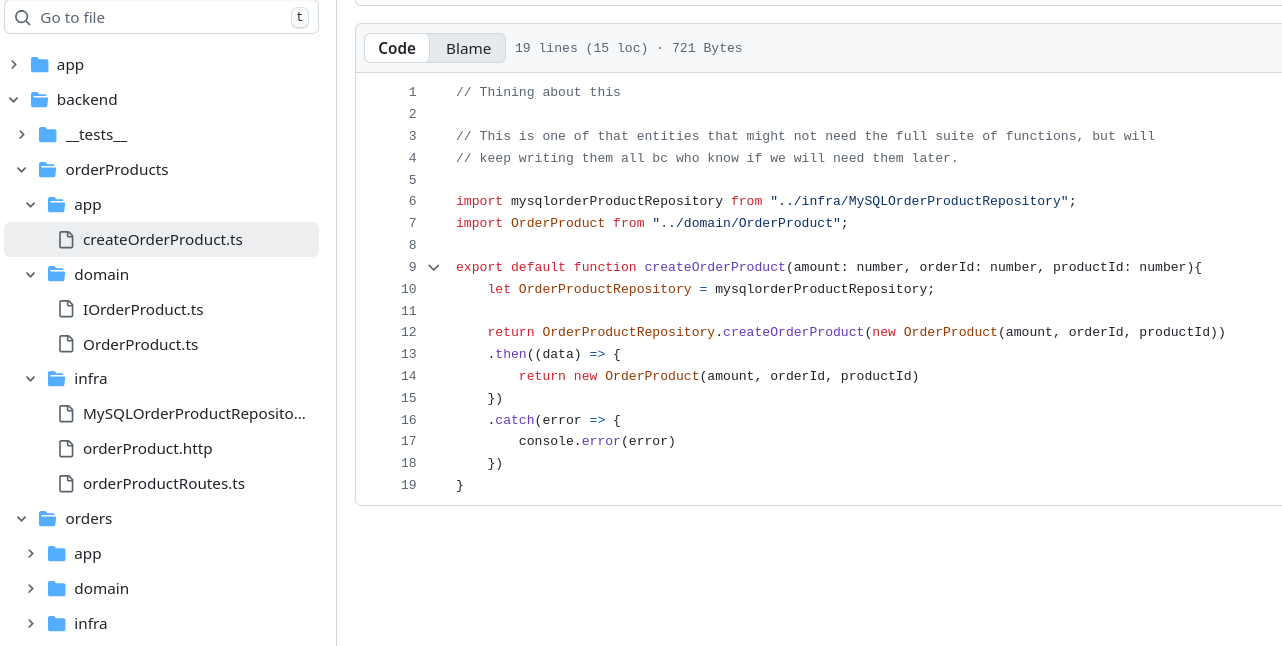 Go to file t
app
backend
__tests__
orderProducts
app
createOrderProduct.ts
domain
IOrderProduct.ts
OrderProduct.ts
infra
MySQLOrderProductReposito...
orderProduct.http
orderProductRoutes.ts
orders
app
domain
infra
Code Blame 19 lines (15 loc) · 721 Bytes
1 // Thining about this
2
3 // This is one of that entities that might not need the full suite of functions, but will
4 // keep writing them all bc who know if we will need them later.
5
6 import mysqlorderProductRepository from "../infra/MySQLOrderProductRepository";
7 import OrderProduct from "../domain/OrderProduct";
8
9 export default function createOrderProduct(amount: number, orderId: number, productId: number){
10     let OrderProductRepository = mysqlorderProductRepository;
11
12     return OrderProductRepository.createOrderProduct(new OrderProduct(amount, orderId, productId))
13     .then((data) => {
14         return new OrderProduct(amount, orderId, productId)
15     })
16     .catch(error => {
17         console.error(error)
18     })
19 }